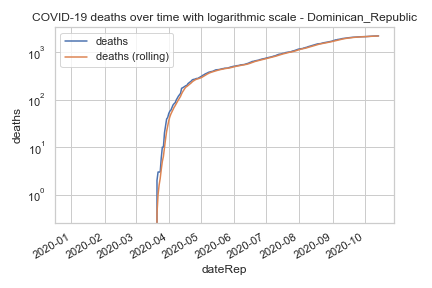 COVID-19 deaths over time with logarithmic scale - Dominican_Republic
deaths
deaths (rolling)
10³
10²
10¹
10⁰
deaths
2020-01
2020-02
2020-03
2020-04
2020-05
2020-06
2020-07
2020-08
2020-09
2020-10
dateRep